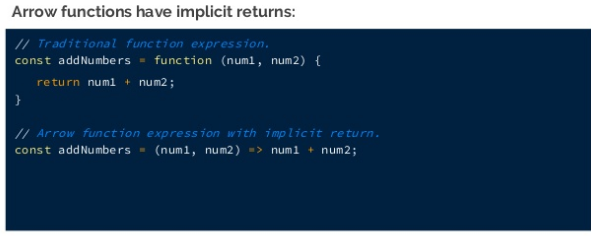 Arrow functions have implicit returns:
// Traditional function expression.
const addNumbers = function (num1, num2) {
return num1 + num2;
}
// Arrow function expression with implicit return.
const addNumbers = (num1, num2) => num1 + num2;